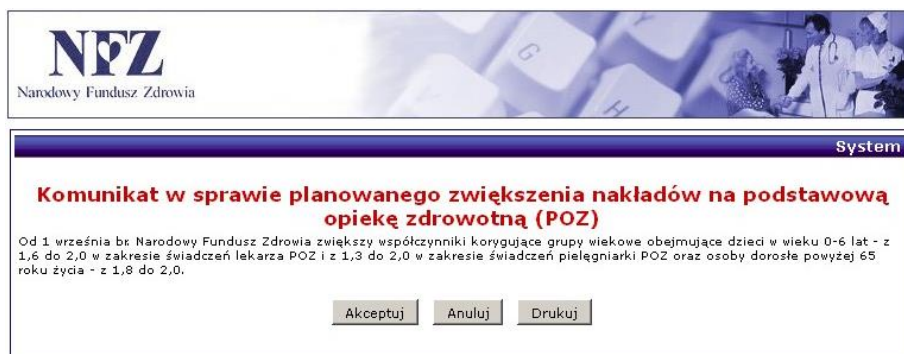 NFZ
Narodowy Fundusz Zdrowia
G
H
System
Komunikat w sprawie planowanego zwiększenia nakładów na podstawową
opiekę zdrowotną (POZ)
Od 1 września br. Narodowy Fundusz Zdrowia zwiększy współczynniki korygujące grupy wiekowe obejmujące dzieci w wieku 0-6 lat - z
1,6 do 2,0 w zakresie świadczeń lekarza POZ i z 1,3 do 2,0 w zakresie świadczeń pielęgniarki POZ oraz osoby dorosłe powyżej 65
roku życia - z 1,8 do 2,0.
Akceptuj Anuluj Drukuj